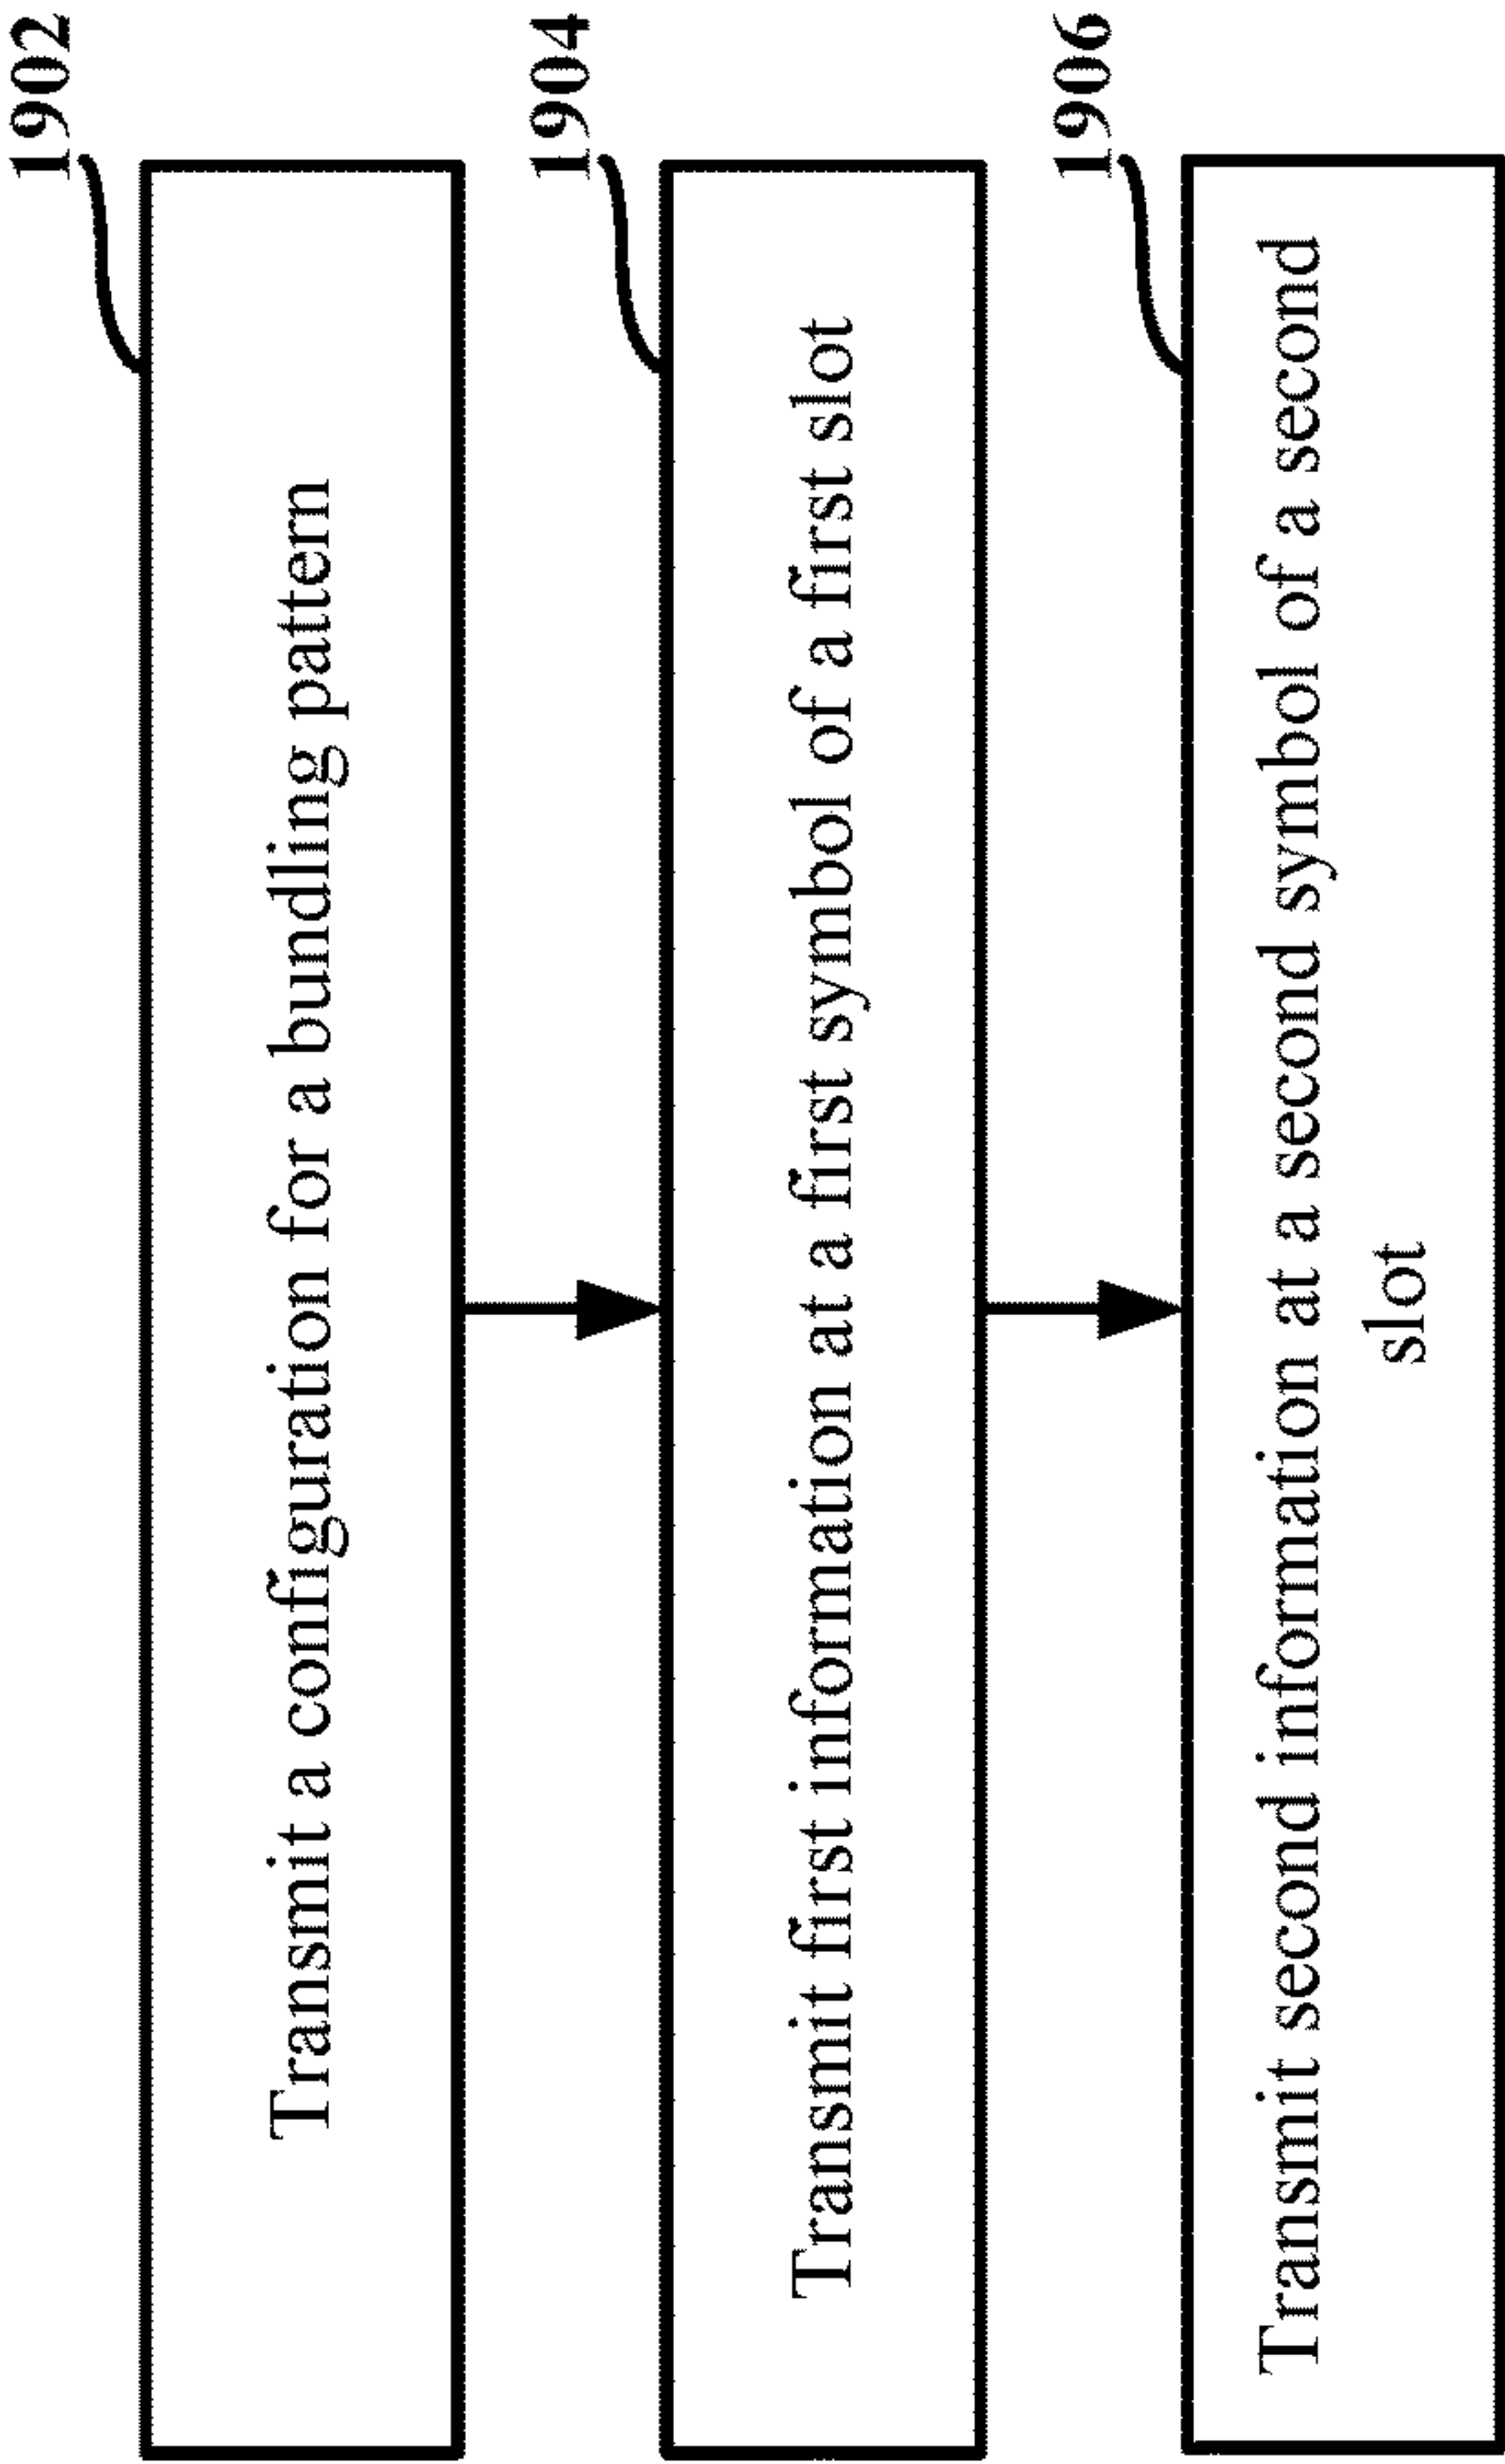 1902
Transmit a configuration for a bundling pattern
1904
Transmit first information at a first symbol of a first slot
1906
Transmit second information at a second symbol of a second
slot